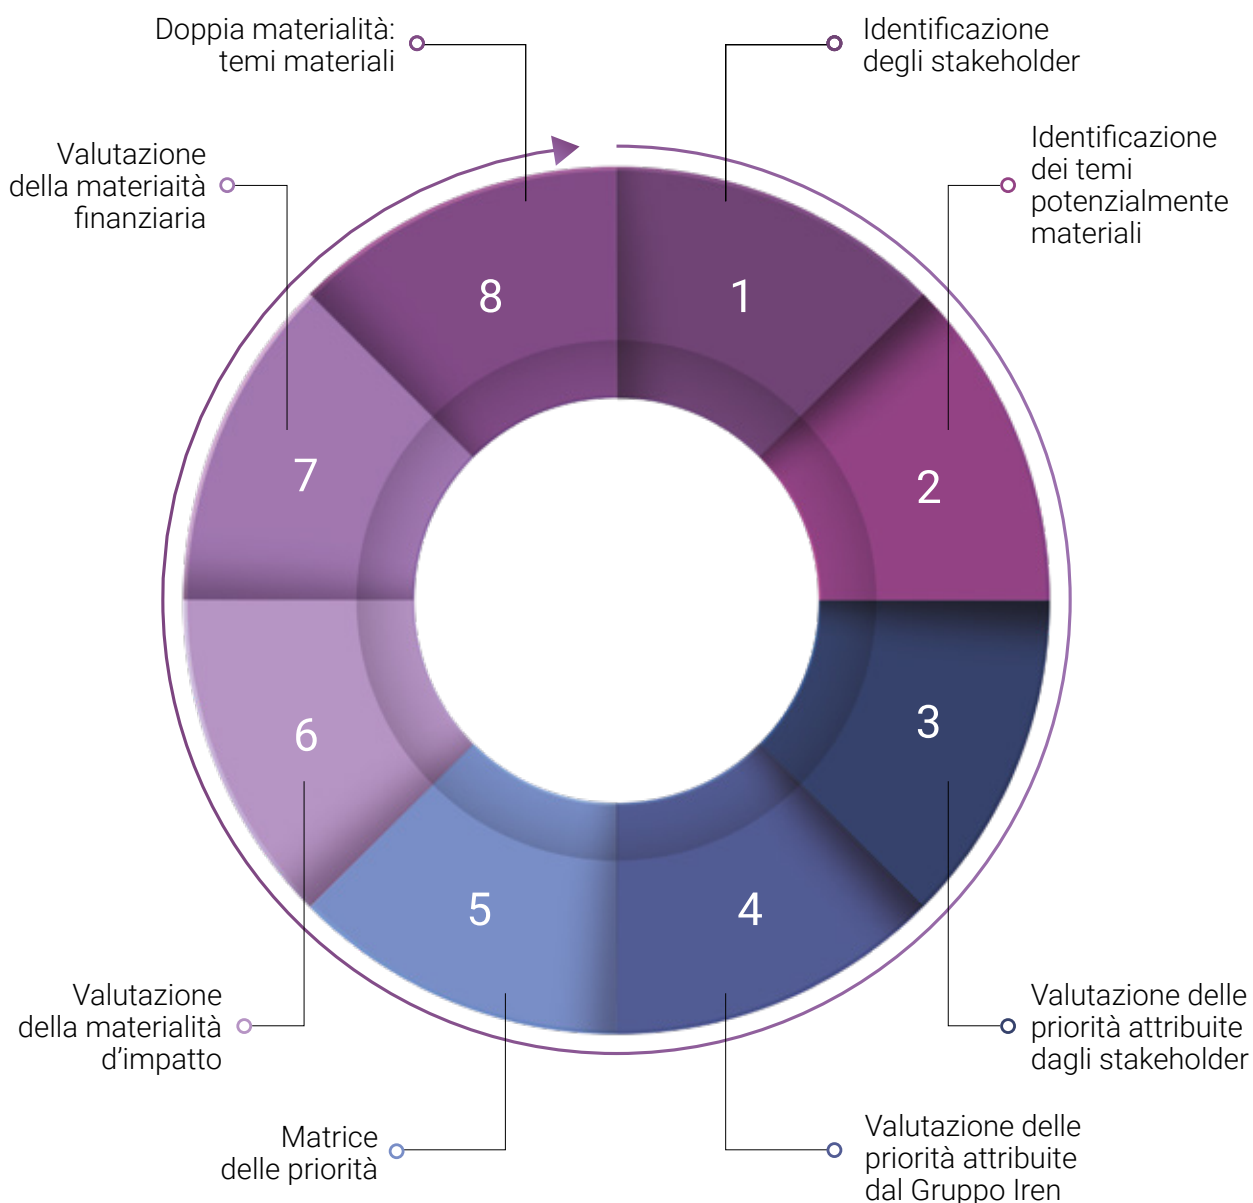 Doppia materialità:
temi materiali
Identificazione
degli stakeholder
Identificazione
dei temi
potenzialmente
materiali
Valutazione
della materiaità
finanziaria
8
1
7
2
6
3
5
4
Valutazione
della materialità
d'impatto
Valutazione delle
priorità attribuite
dagli stakeholder
Matrice
delle priorità
Valutazione delle
priorità attribuite
dal Gruppo Iren